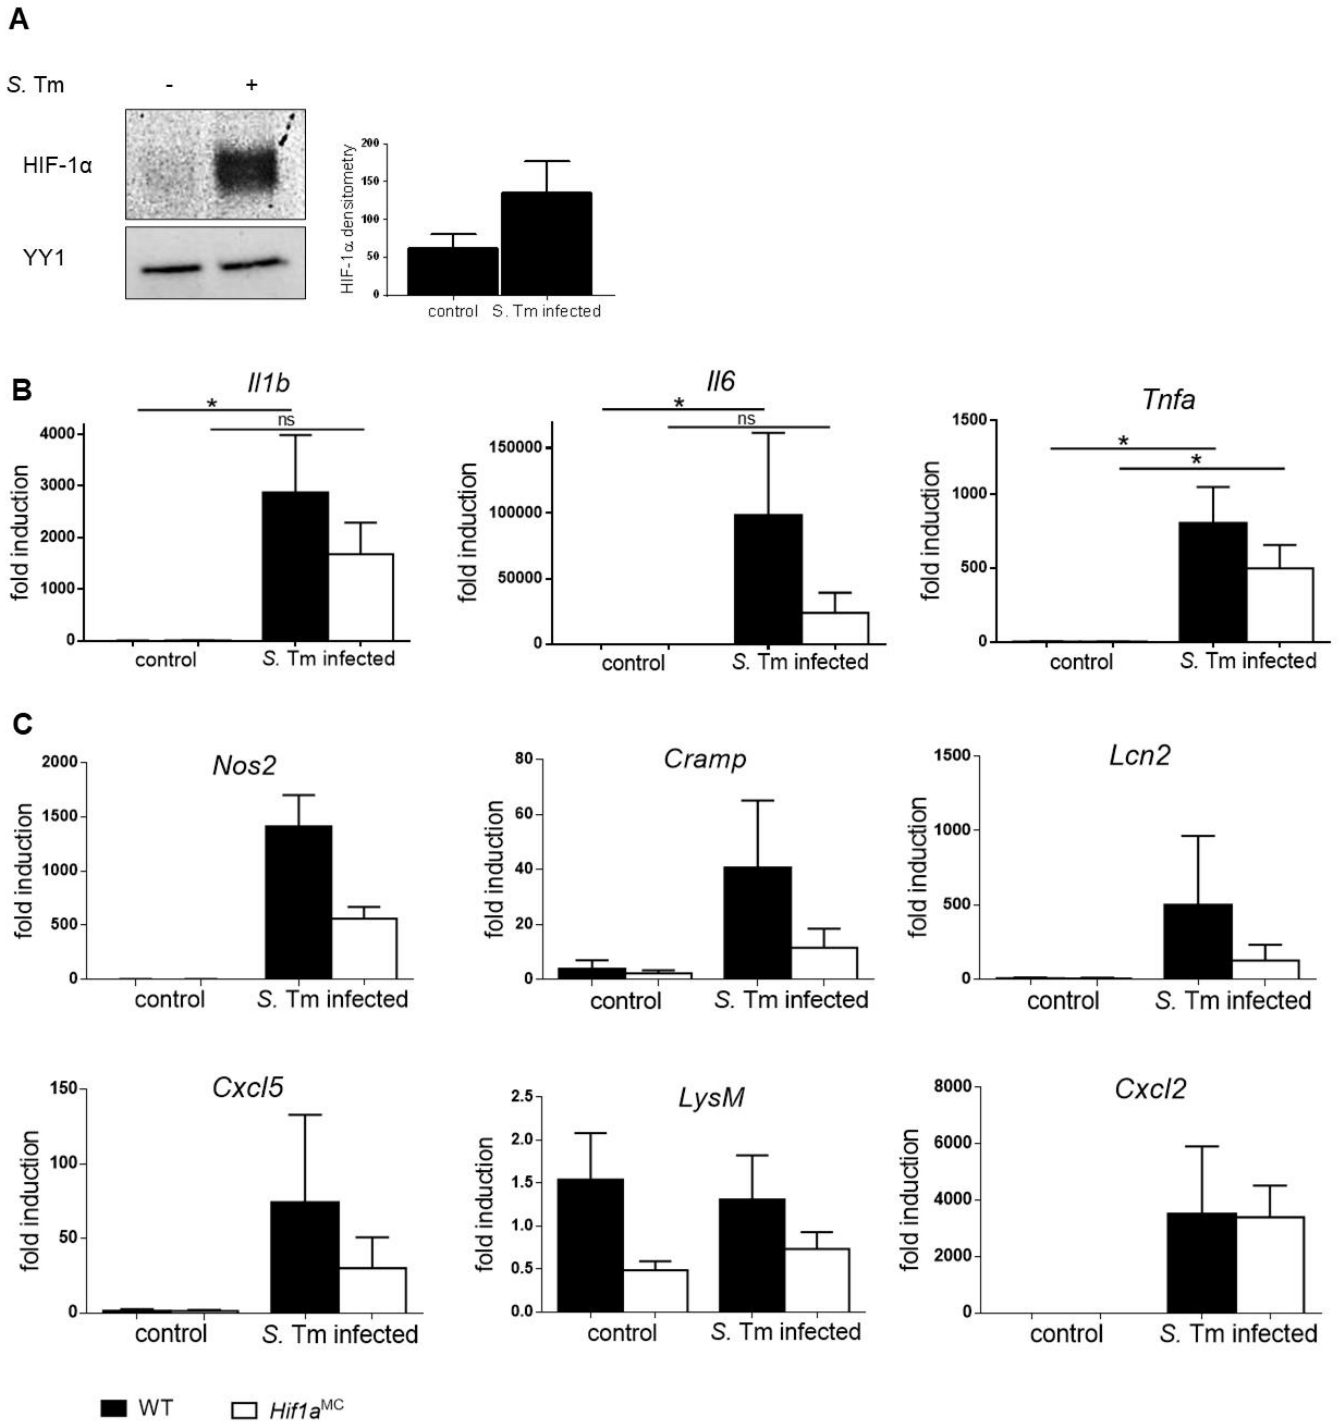 A
S. Tm - +
HIF-1α
YY1
HIF-1α densitometry
200
150
100
50
0
control S. Tm infected
B
Il1b
* 
ns
fold induction
4000
3000
2000
1000
0
control S. Tm infected
Il6
*
ns
fold induction
150000
100000
50000
0
control S. Tm infected
Tnfa
*
*
fold induction
1500
1000
500
0
control S. Tm infected
C
Nos2
fold induction
2000
1500
1000
500
0
control S. Tm infected
Cramp
fold induction
80
60
40
20
0
control S. Tm infected
Lcn2
fold induction
1500
1000
500
0
control S. Tm infected
Cxcl5
fold induction
150
100
50
0
control S. Tm infected
LysM
fold induction
2.5
2.0
1.5
1.0
0.5
0.0
control S. Tm infected
Cxcl2
fold induction
8000
6000
4000
2000
0
control S. Tm infected
WT Hif1aMC